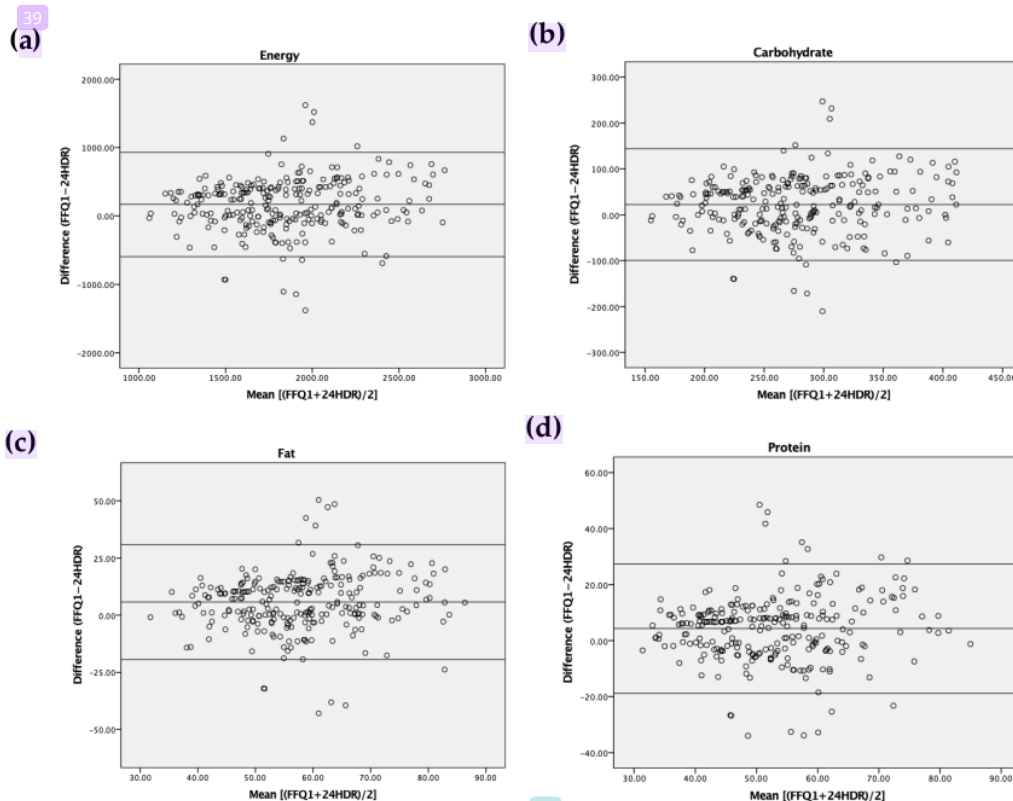 39
(a)
Energy
2000.00
1000.00
0.00
-1000.00
-2000.00
Difference (FFQ1-24HDR)
1000.00 1500.00 2000.00 2500.00 3000.00
Mean [(FFQ1+24HDR)/2]
(b)
Carbohydrate
300.00
200.00
100.00
0.00
-100.00
-200.00
-300.00
Difference (FFQ1-24HDR)
150.00 200.00 250.00 300.00 350.00 400.00 450.00
Mean [(FFQ1+24HDR)/2]
(c)
Fat
50.00
25.00
0.00
-25.00
-50.00
Difference (FFQ1-24HDR)
30.00 40.00 50.00 60.00 70.00 80.00 90.00
Mean [(FFQ1+24HDR)/2]
(d)
Protein
60.00
40.00
20.00
0.00
-20.00
-40.00
Difference (FFQ1-24HDR)
30.00 40.00 50.00 60.00 70.00 80.00 90.00
Mean [(FFQ1+24HDR)/2]